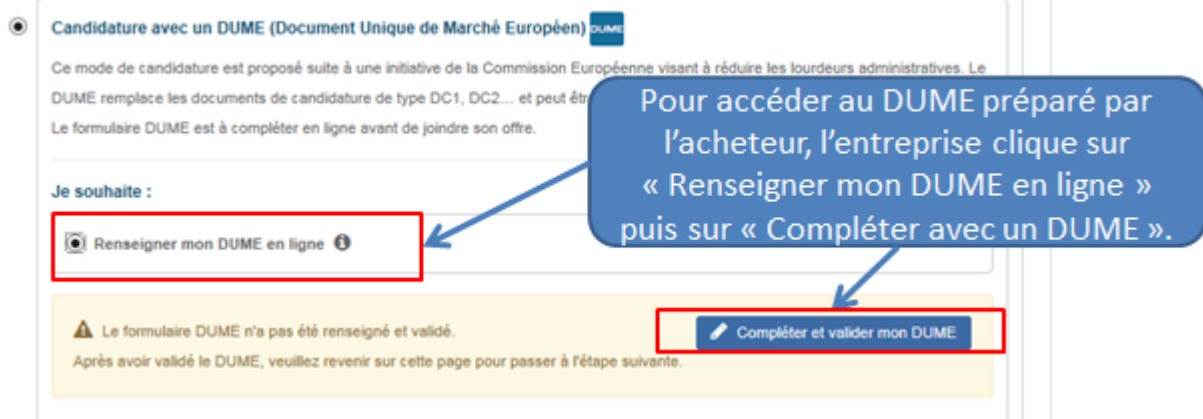 Candidature avec un DUME (Document Unique de Marché Européen) DUME
Ce mode de candidature est proposé suite à une initiative de la Commission Européenne visant à réduire les lourdeurs administratives. Le
DUME remplace les documents de candidature de type DC1, DC2... et peut êtr
Le formulaire DUME est à compléter en ligne avant de joindre son offre.
Pour accéder au DUME préparé par
l’acheteur, l’entreprise clique sur
« Renseigner mon DUME en ligne »
puis sur « Compléter avec un DUME ».
Je souhaite :
Renseigner mon DUME en ligne
Le formulaire DUME n'a pas été renseigné et validé.
Compléter et valider mon DUME
Après avoir validé le DUME, veuillez revenir sur cette page pour passer à l'étape suivante.